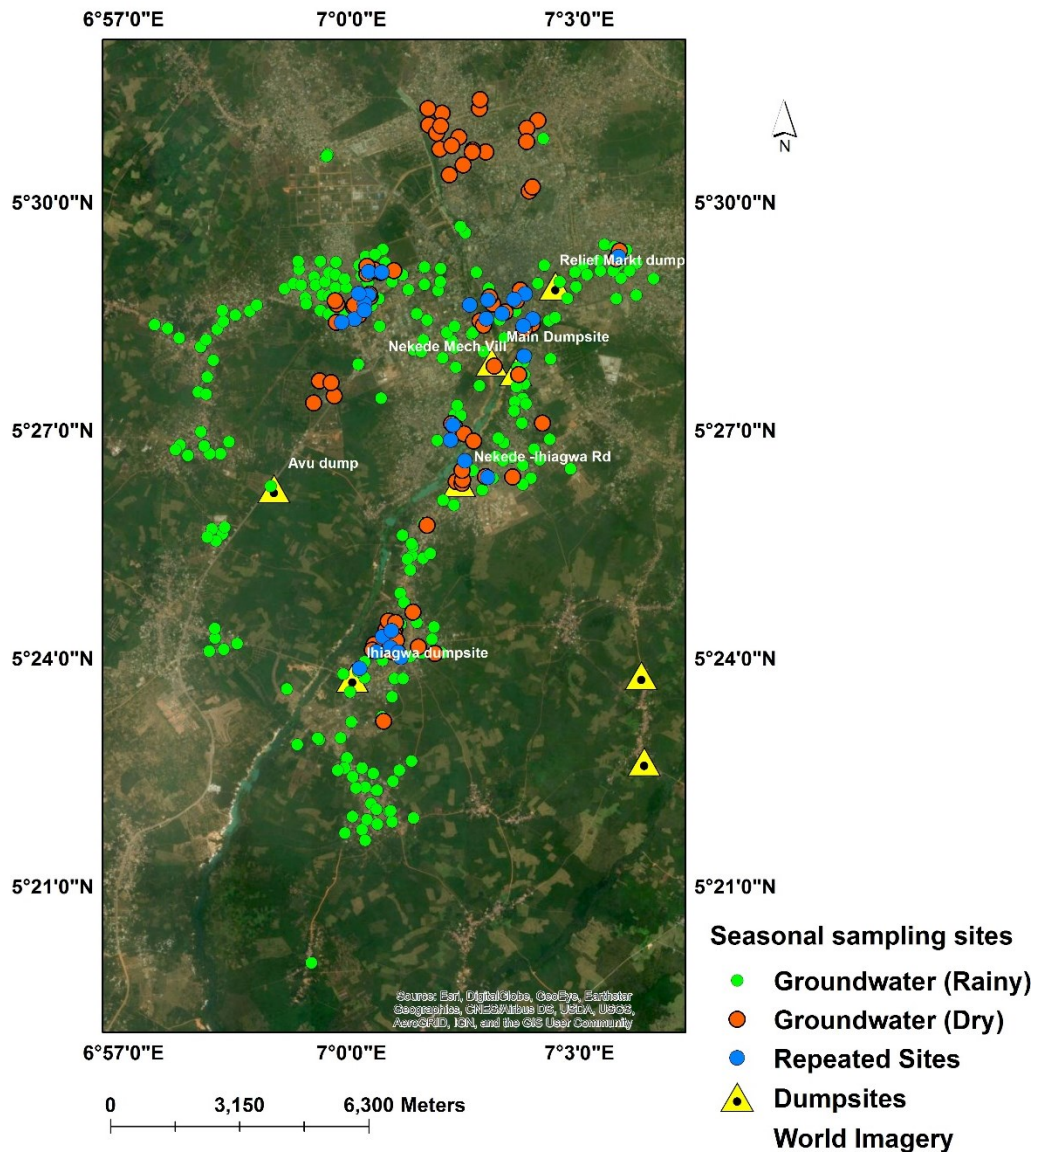 6°57'0"E 7°0'0"E 7°3'0"E
N
5°30'0"N 5°30'0"N
Relief Markt dump
Main Dumpsite
Nekede Mech Vill
5°27'0"N 5°27'0"N
Nekede -Ihiagwa Rd
Avu dump
5°24'0"N 5°24'0"N
Ihiagwa dumpsite
5°21'0"N 5°21'0"N
Seasonal sampling sites
Groundwater (Rainy)
Groundwater (Dry)
Repeated Sites
Dumpsites
World Imagery
Source: Esri, DigitalGlobe, GeoEye, Earthstar
Geographics, CNES/Airbus DS, USDA, USGS,
AeroGRID, IGN, and the GIS User Community
6°57'0"E 7°0'0"E 7°3'0"E
0 3,150 6,300 Meters